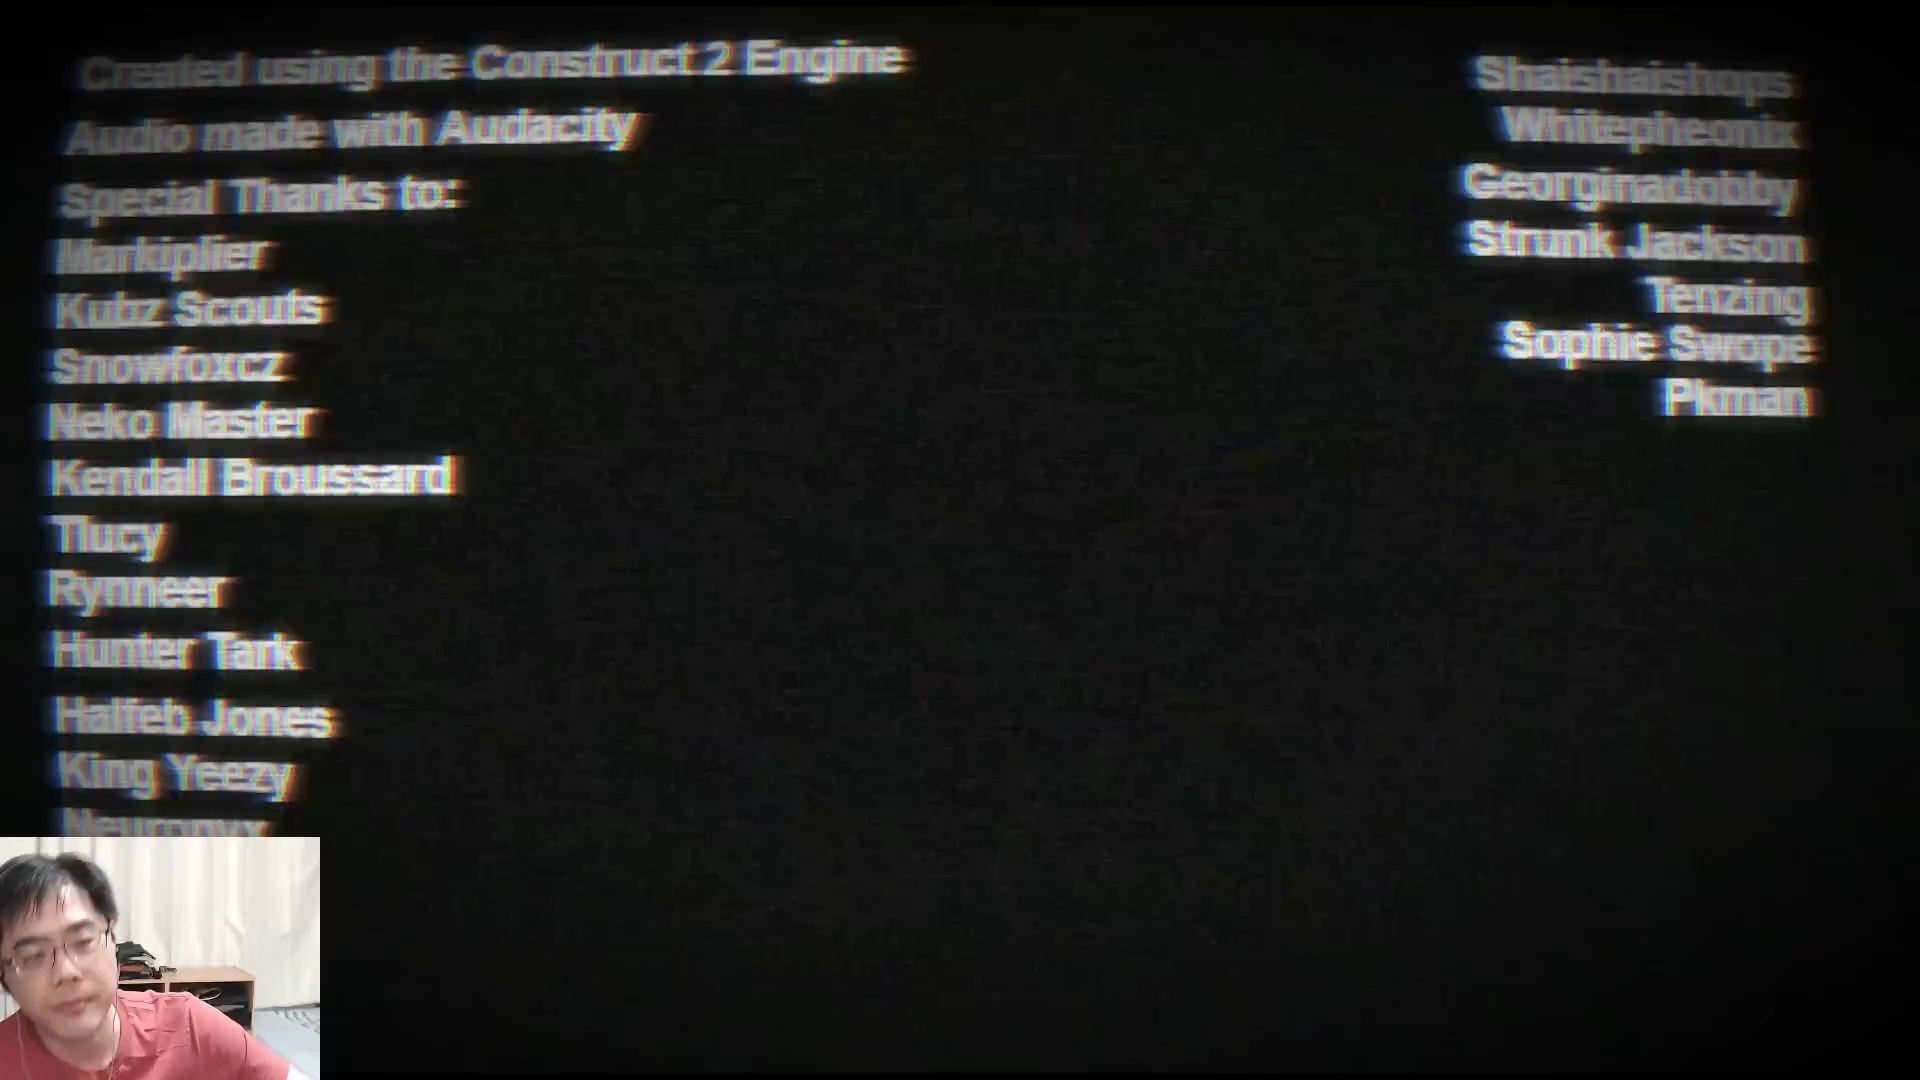 Created using the Construct 2 Engine
Audio made with Audacity
Special Thanks to:
Markiplier
Kubz Scouts
Snowfoxcz
Neko Master
Kendall Broussard
Tlucy
Rynneer
Hunter Tark
Halfeb Jones
King Yeezy
Shaishaishops
Whitepheonix
Georginadobby
Strunk Jackson
Tenzing
Sophie Swope
Pkman